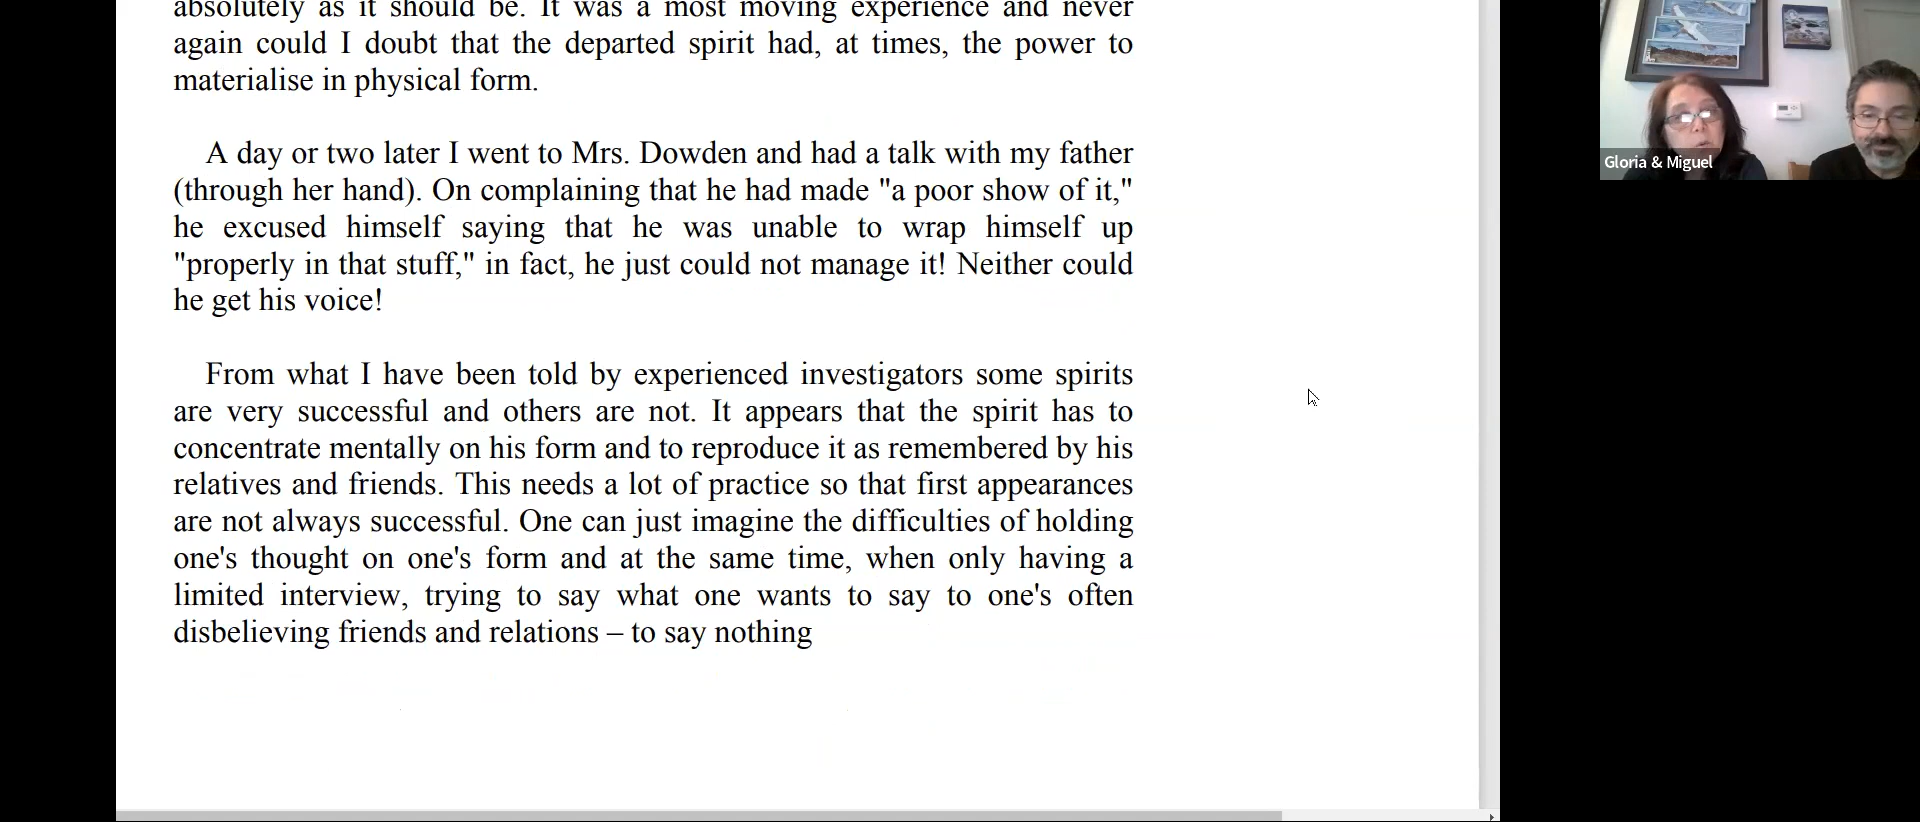 absolutely as it should be. It was a most moving experience and never
again could I doubt that the departed spirit had, at times, the power to
materialise in physical form.
A day or two later I went to Mrs. Dowden and had a talk with my father
(through her hand). On complaining that he had made "a poor show of it,"
he excused himself saying that he was unable to wrap himself up
"properly in that stuff," in fact, he just could not manage it! Neither could
he get his voice!
From what I have been told by experienced investigators some spirits
are very successful and others are not. It appears that the spirit has to
concentrate mentally on his form and to reproduce it as remembered by his
relatives and friends. This needs a lot of practice so that first appearances
are not always successful. One can just imagine the difficulties of holding
one's thought on one's form and at the same time, when only having a
limited interview, trying to say what one wants to say to one's often
disbelieving friends and relations – to say nothing
Gloria & Miguel